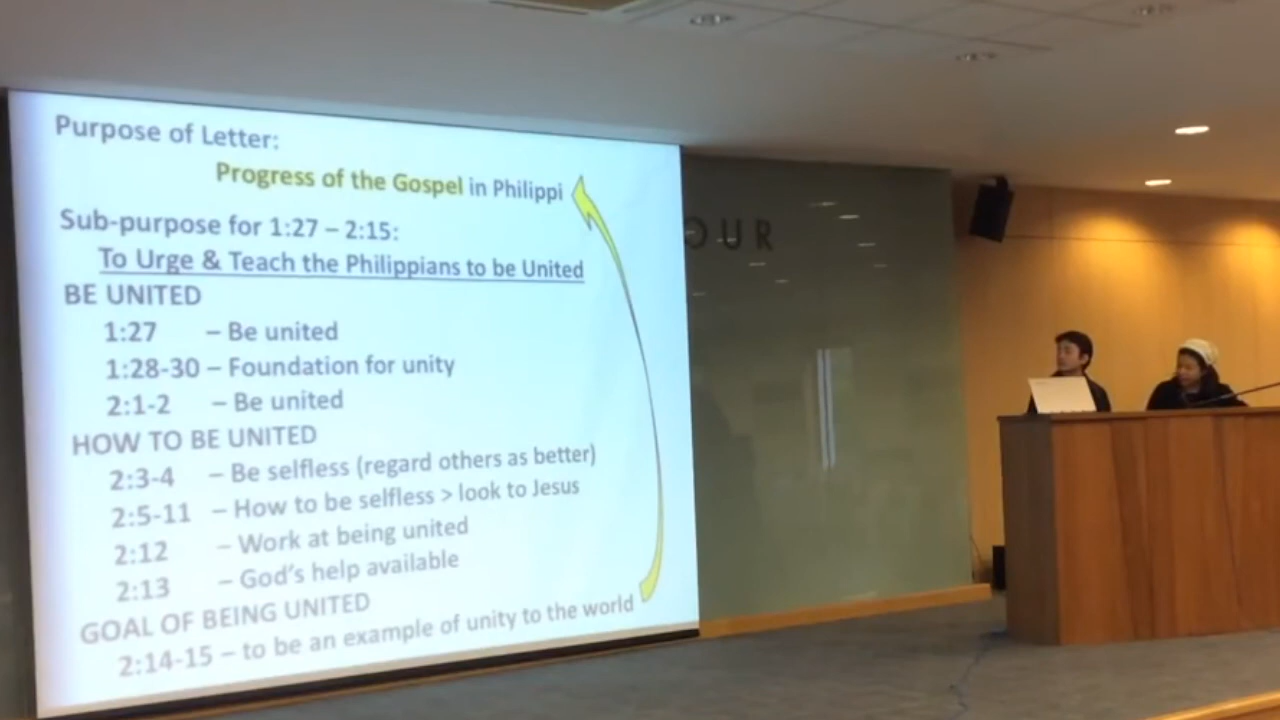 Purpose of Letter:
Progress of the Gospel in Philippi
Sub-purpose for 1:27 – 2:15:
To Urge & Teach the Philippians to be United
BE UNITED
1:27 – Be united
1:28-30 – Foundation for unity
2:1-2 – Be united
HOW TO BE UNITED
2:3-4 – Be selfless (regard others as better)
2:5-11 – How to be selfless > look to Jesus
2:12 – Work at being united
2:13 – God's help available
GOAL OF BEING UNITED
2:14-15 – to be an example of unity to the world
OUR